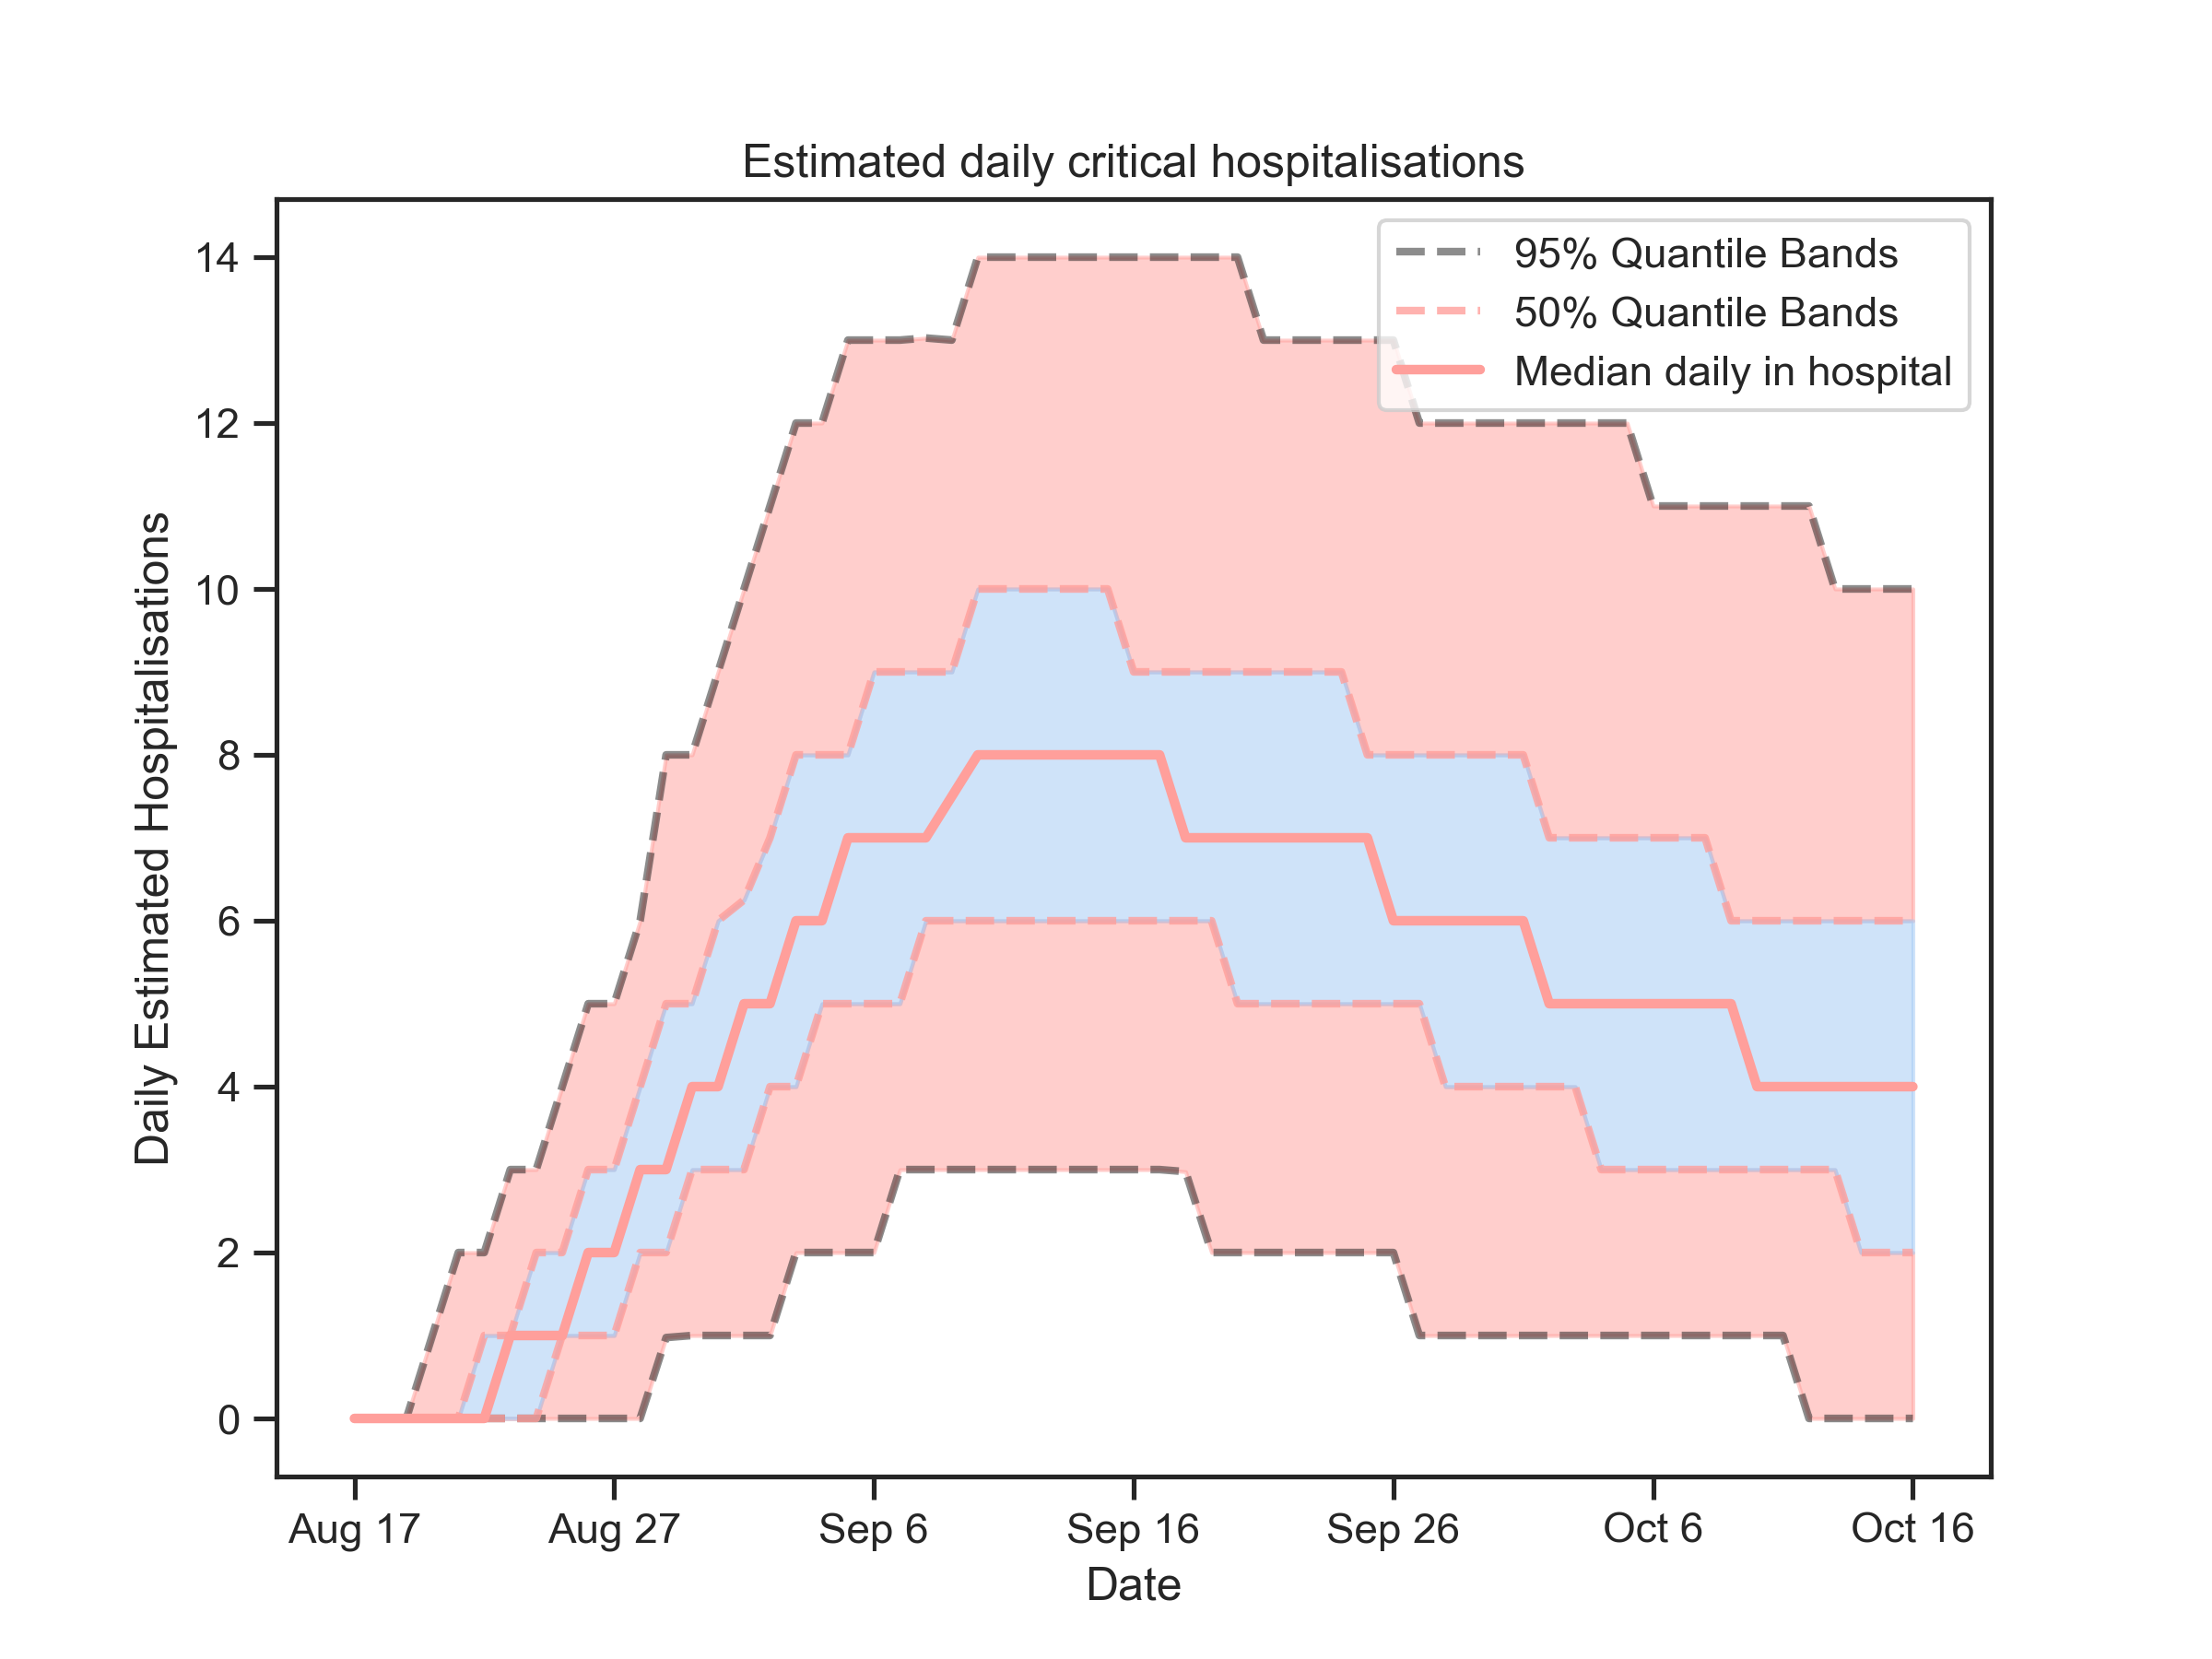 Estimated daily critical hospitalisations
95% Quantile Bands
50% Quantile Bands
Median daily in hospital
Daily Estimated Hospitalisations
14
12
10
8
6
4
2
0
Aug 17 Aug 27 Sep 6 Sep 16 Sep 26 Oct 6 Oct 16
Date